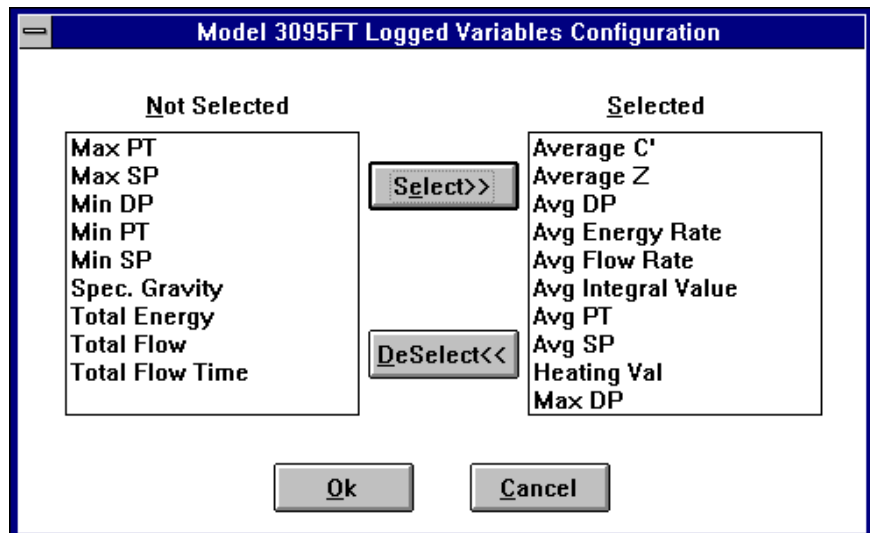 Model 3095FT Logged Variables Configuration
Not Selected
Max PT
Max SP
Min DP
Min PT
Min SP
Spec. Gravity
Total Energy
Total Flow
Total Flow Time
Select>>
DeSelect<<
Selected
Average C'
Average Z
Avg DP
Avg Energy Rate
Avg Flow Rate
Avg Integral Value
Avg PT
Avg SP
Heating Val
Max DP
Ok
Cancel